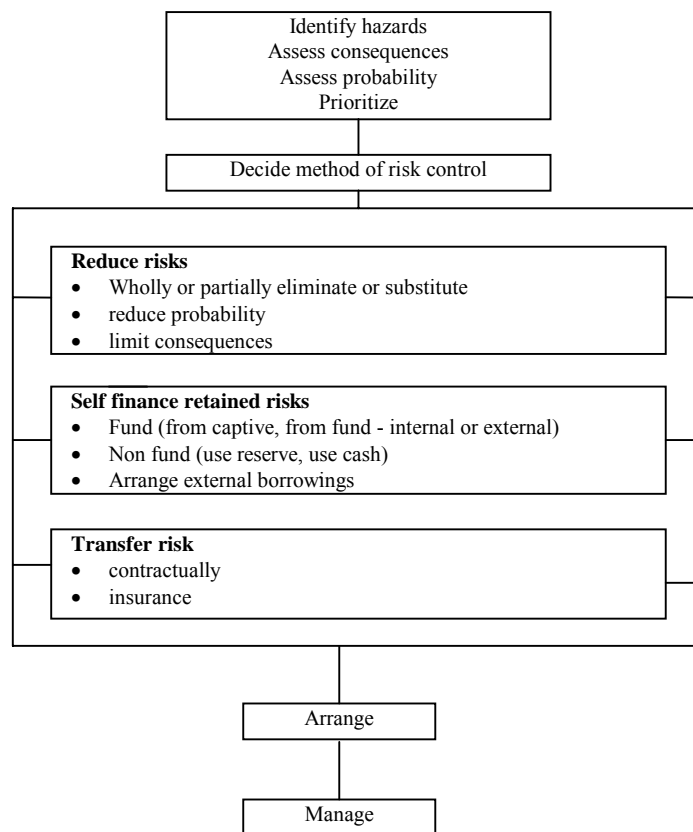 Identify hazards
Assess consequences
Assess probability
Prioritize
Decide method of risk control
Reduce risks
• Wholly or partially eliminate or substitute
• reduce probability
• limit consequences
Self finance retained risks
• Fund (from captive, from fund - internal or external)
• Non fund (use reserve, use cash)
• Arrange external borrowings
Transfer risk
• contractually
• insurance
Arrange
Manage